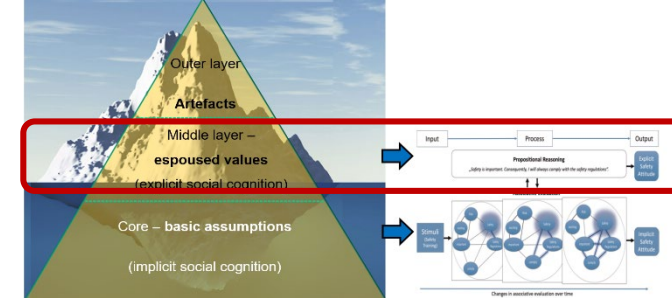 Outer layer
Artefacts
Middle layer –
espoused values
(explicit social cognition)
Core – basic assumptions
(implicit social cognition)
Input
Process
Output
Propositional Reasoning
„Safety is important. Consequently, I will always comply with the safety regulations".
Explicit
Safety
Attitude
Stimuli
(Safety
Training)
Implicit
Safety
Attitude
Changes in associative evaluation over time